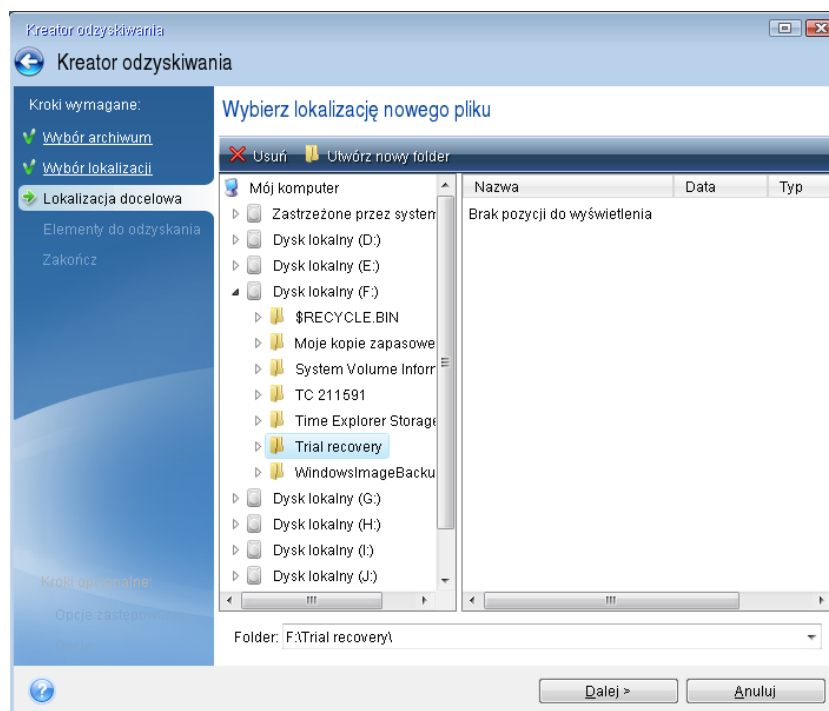 Kreator odzyskiwania
Kreator odzyskiwania
Kroki wymagane:
Wybór archiwum
Wybór lokalizacji
Lokalizacja docelowa
Elementy do odzyskania
Zakończ
Kroki opcjonalne:
Opcje zastępowania
Wybierz lokalizację nowego pliku
Usuń
Utwórz nowy folder
Mój komputer
Zastrzeżone przez system
Dysk lokalny (D:)
Dysk lokalny (E:)
Dysk lokalny (F:)
$RECYCLE.BIN
Moje kopie zapasowe
System Volume Inforr
TC 211591
Time Explorer Storage
Trial recovery
WindowsImageBacku
Dysk lokalny (G:)
Dysk lokalny (H:)
Dysk lokalny (I:)
Dysk lokalny (J:)
Nazwa Data Typ
Brak pozycji do wyświetlenia
Folder: F:\Trial recovery\
Dalej > Anuluj